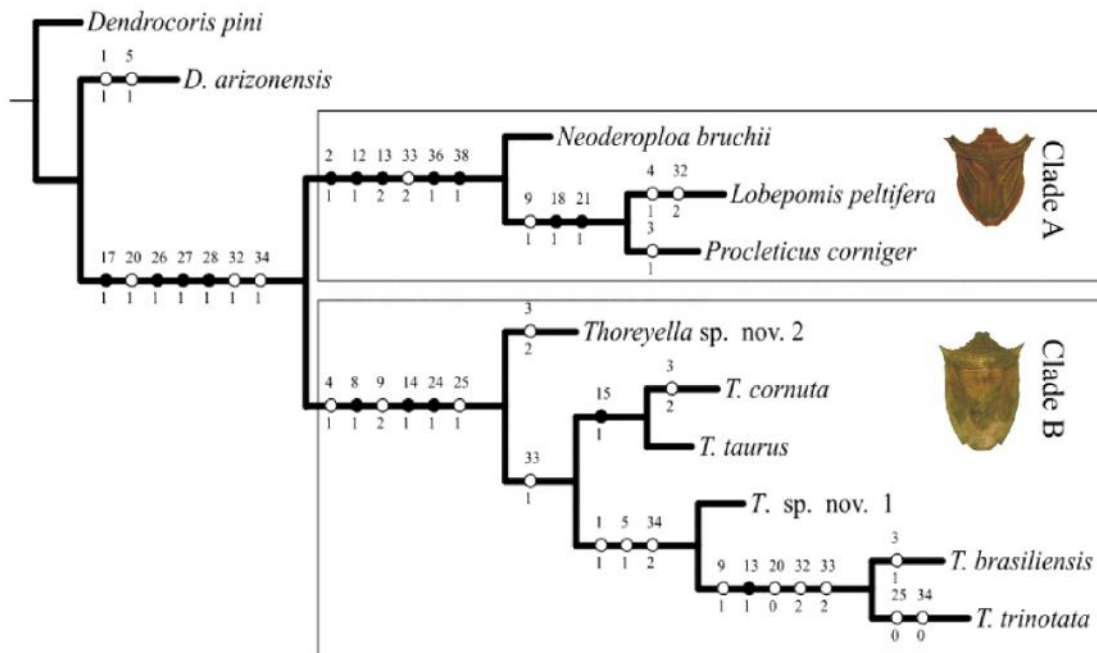 Dendrocoris pini
1 5
D. arizonensis
1 1
Neoderoploa bruchii
2 12 13 33 36 38
1 1 2 2 1 1
4 32
Lobepomis peltifera
1 2
9 18 21
1 1 1
3
Procleticus corniger
1
Clade A
17 20 26 27 28 32 34
1 1 1 1 1 1 1
3
Thoreyella sp. nov. 2
2
4 8 9 14 24 25
1 1 2 1 1 1
3
T. cornuta
2
15
1
T. taurus
33
1
Clade B
T. sp. nov. 1
1 5 34
1 1 2
3
T. brasiliensis
1
9 13 20 32 33
1 1 0 2 2
25 34
T. trinotata
0 0